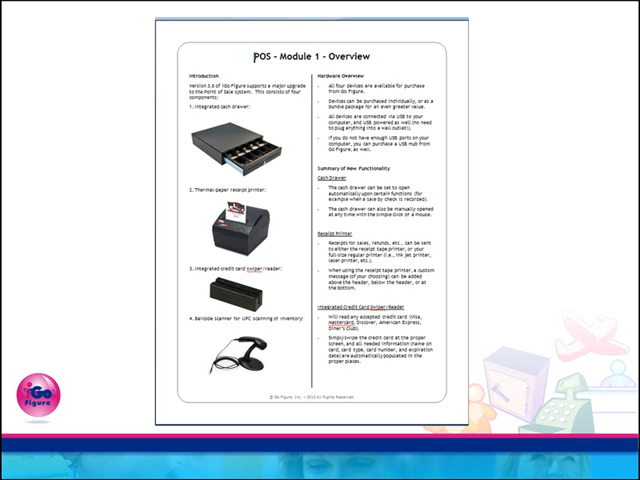 POS - Module 1 - Overview
Introduction
Version 5.0 of iGo Figure supports a major upgrade
to the Point of Sale system. This consists of four
components:
1. Integrated cash drawer:
2. Thermal-paper receipt printer:
3. Integrated credit card swiper/reader:
4. Barcode scanner for UPC scanning of inventory:
Hardware Overview
All four devices are available for purchase
from Go Figure.
Devices can be purchased individually, or as a
bundle package for an even greater value.
All devices are connected via USB to your
computer, and USB powered as well (no need
to plug anything into a wall outlet!).
If you do not have enough USB ports on your
computer, you can purchase a USB Hub from
Go Figure, as well.
Summary of New Functionality
Cash Drawer
The cash drawer can be set to open
automatically upon certain functions (for
example when a sale by check is recorded).
The cash drawer can also be manually opened
at any time with the simple click of a mouse.
Receipt Printer
Receipts for sales, refunds, etc., can be sent
to either the receipt tape printer, or your
full-size regular printer (i.e., ink jet printer,
laser printer, etc.).
When using the receipt tape printer, a custom
message (of your choosing) can be added
above the header, below the header, or at
the bottom.
Integrated Credit Card Swiper/Reader
Will read any accepted credit card (Visa,
Mastercard, Discover, American Express,
Diner's Club).
Simply swipe the credit card at the proper
screen, and all needed information (name on
card, card type, card number, and expiration
date) are automatically populated in the
proper places.
© Go Figure, Inc. - 2010 All Rights Reserved.
iGo
Figure